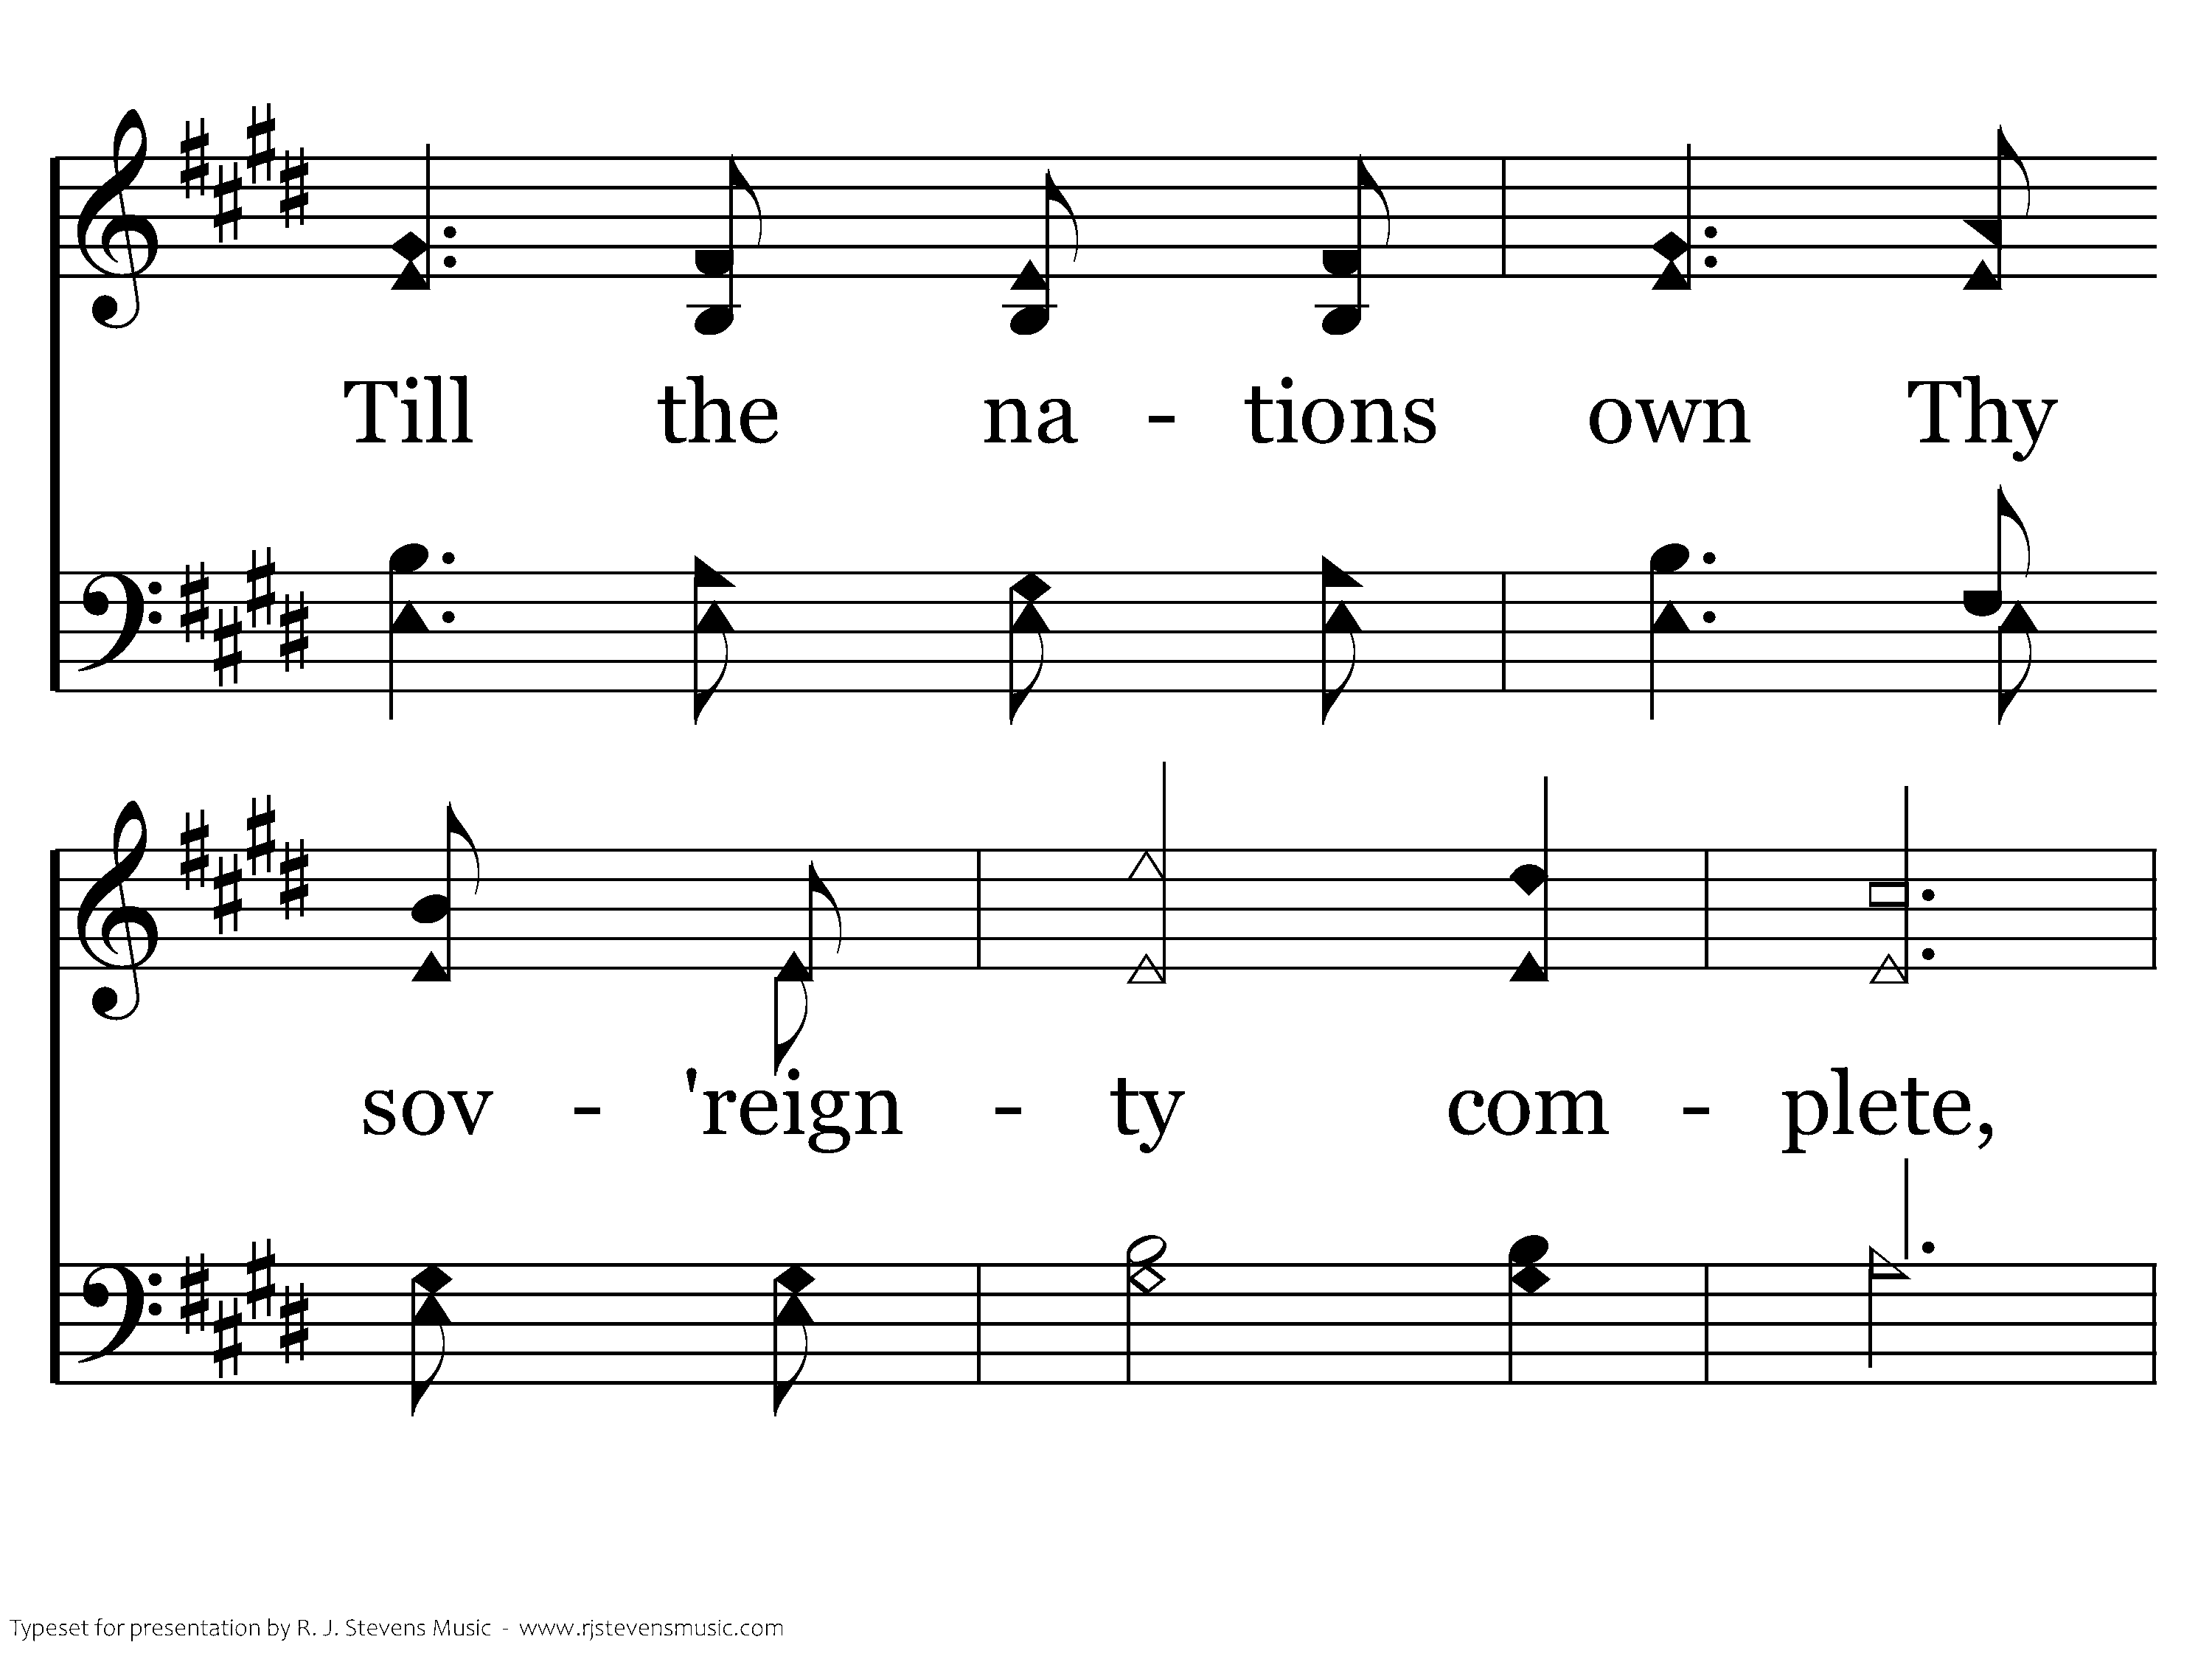 Till the na - tions own Thy
sov - 'reign - ty com - plete,
Typeset for presentation by R. J. Stevens Music - www.rjstevensmusic.com